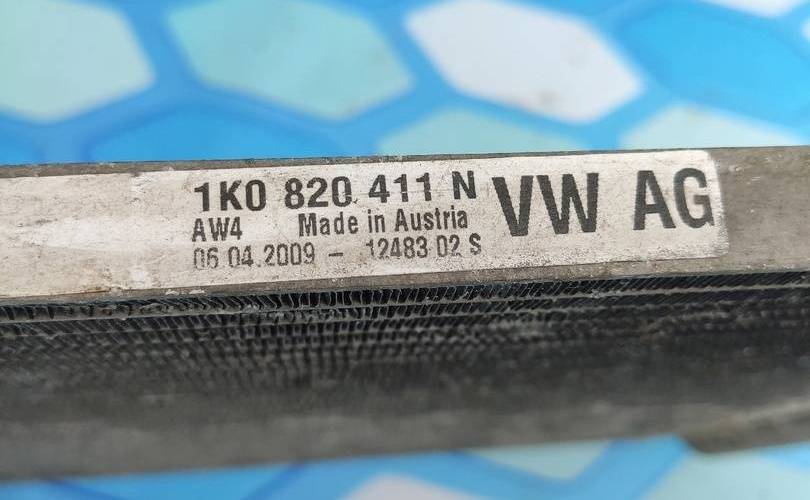 1K0 820 411 N VW AG
AW4 Made in Austria
06.04.2009 - 12483 02 S